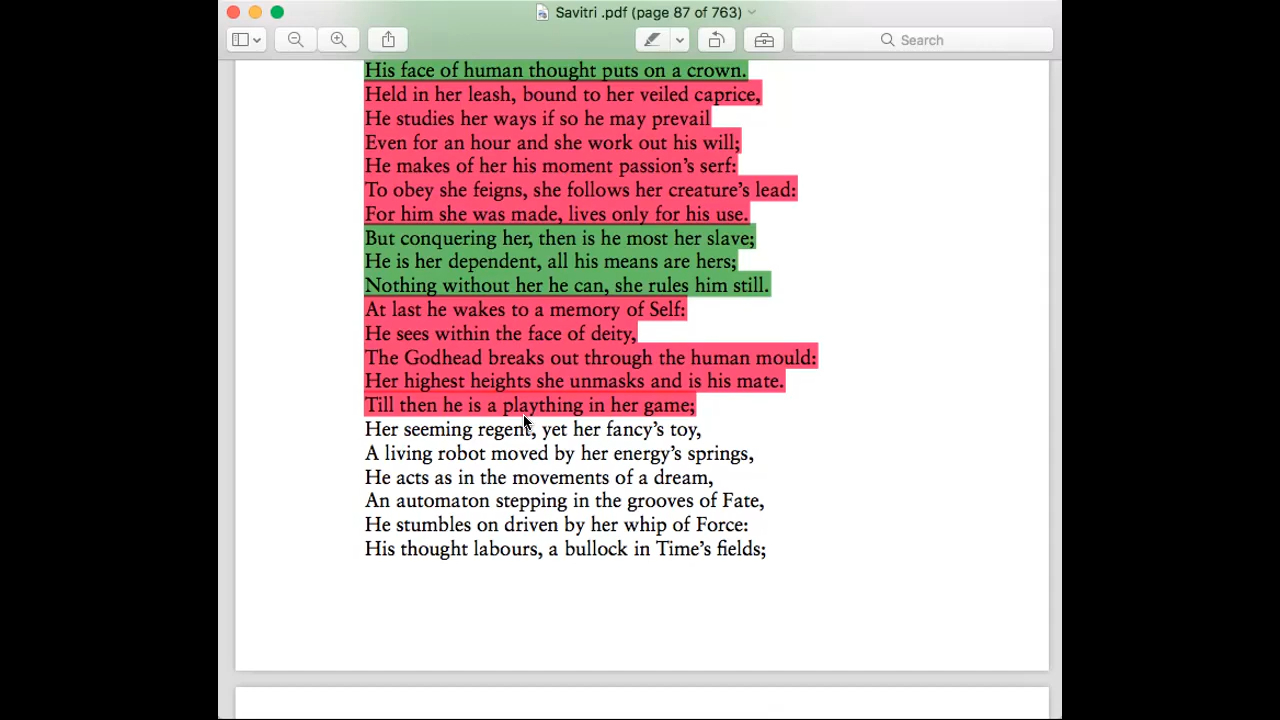 Savitri .pdf (page 87 of 763)
Search
His face of human thought puts on a crown.
Held in her leash, bound to her veiled caprice,
He studies her ways if so he may prevail
Even for an hour and she work out his will;
He makes of her his moment passion's serf:
To obey she feigns, she follows her creature's lead:
For him she was made, lives only for his use.
But conquering her, then is he most her slave;
He is her dependent, all his means are hers;
Nothing without her he can, she rules him still.
At last he wakes to a memory of Self:
He sees within the face of deity,
The Godhead breaks out through the human mould:
Her highest heights she unmasks and is his mate.
Till then he is a plaything in her game;
Her seeming regent, yet her fancy's toy,
A living robot moved by her energy's springs,
He acts as in the movements of a dream,
An automaton stepping in the grooves of Fate,
He stumbles on driven by her whip of Force:
His thought labours, a bullock in Time's fields;